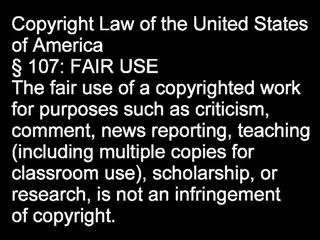 Copyright Law of the United States
of America
§ 107: FAIR USE
The fair use of a copyrighted work
for purposes such as criticism,
comment, news reporting, teaching
(including multiple copies for
classroom use), scholarship, or
research, is not an infringement
of copyright.